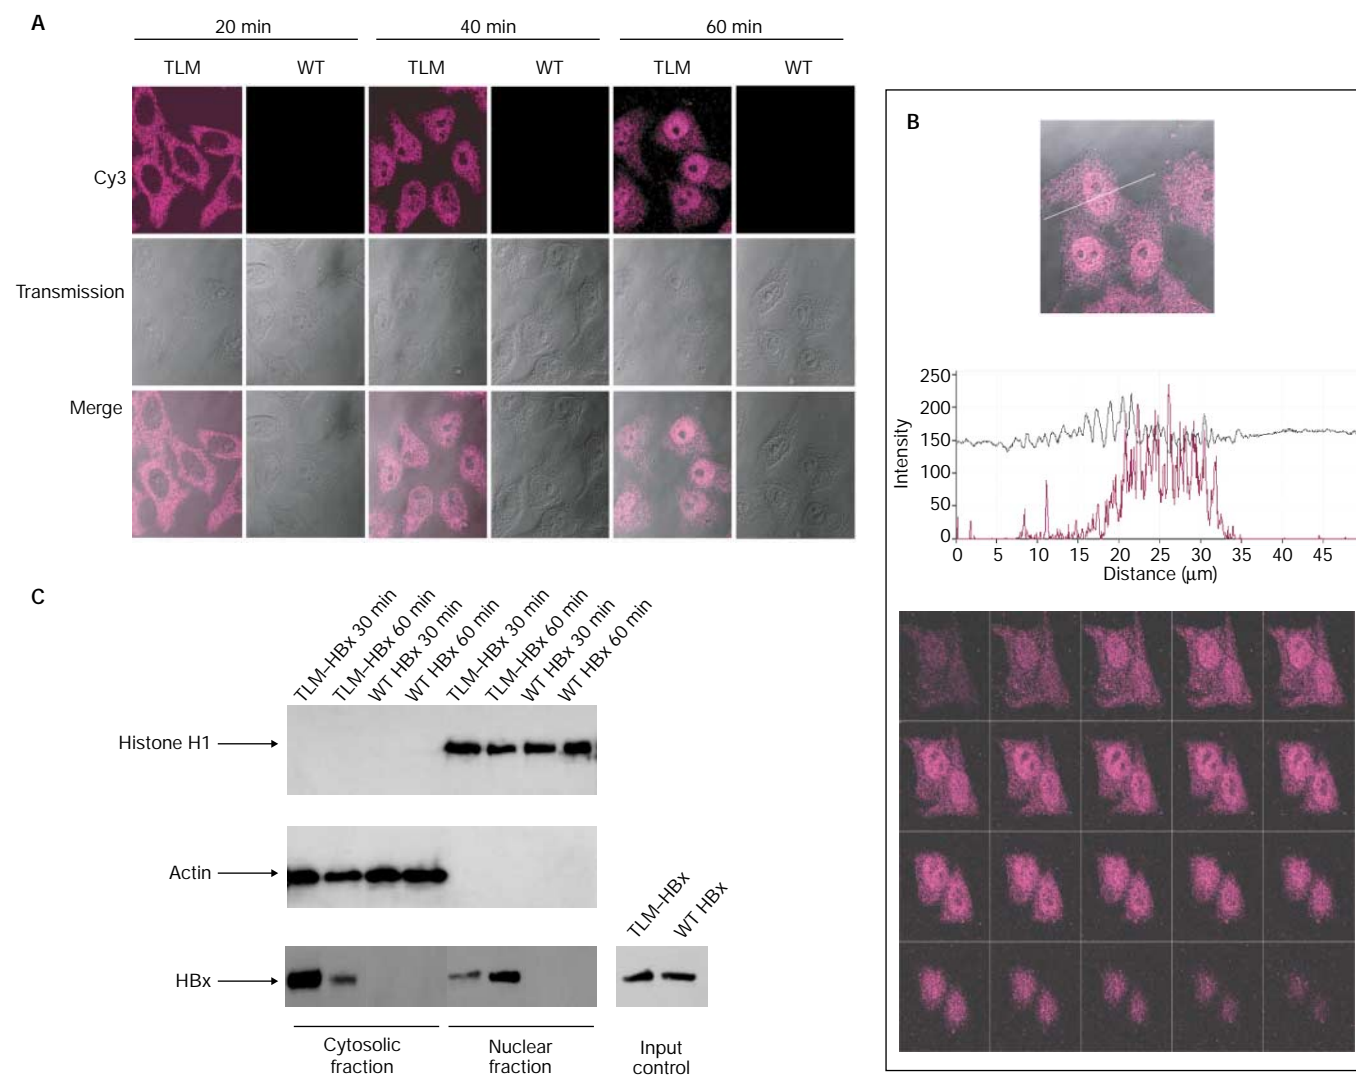 A
20 min 40 min 60 min
TLM WT TLM WT TLM WT
Cy3
Transmission
Merge
B
250
200
150
100
50
0
Intensity
0 5 10 15 20 25 30 35 40 45
Distance (μm)
C
TLM–HBx 30 min
TLM–HBx 60 min
WT HBx 30 min
WT HBx 60 min
TLM–HBx 30 min
TLM–HBx 60 min
WT HBx 30 min
WT HBx 60 min
Histone H1
Actin
TLM–HBx
WT HBx
HBx
Cytosolic
fraction
Nuclear
fraction
Input
control